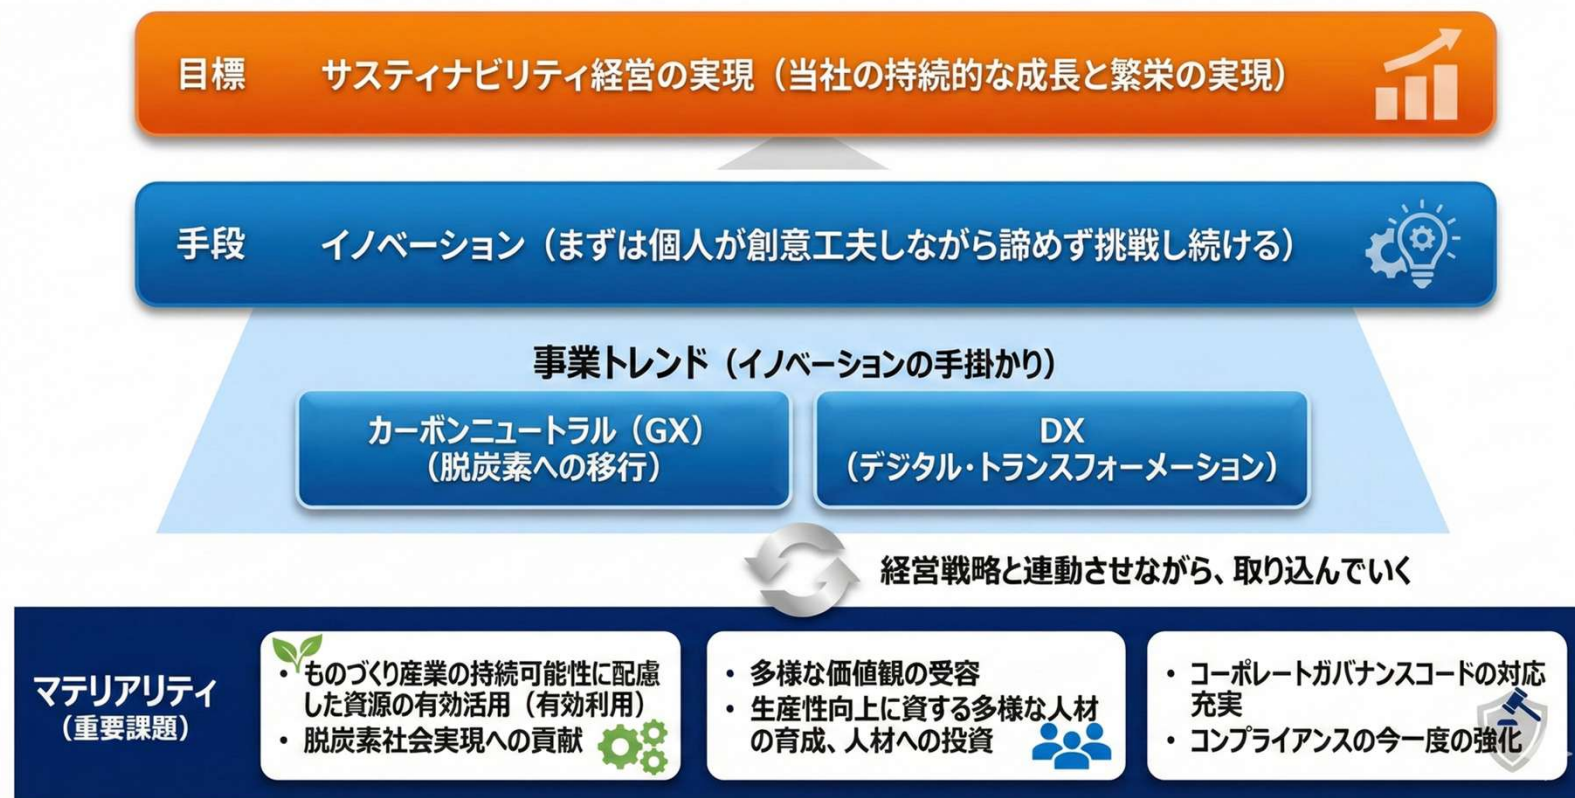 目標 サスティナビリティ経営の実現（当社の持続的な成長と繁栄の実現）
手段 イノベーション（まずは個人が創意工夫しながら諦めず挑戦し続ける）
事業トレンド（イノベーションの手掛かり）
カーボンニュートラル（GX）
（脱炭素への移行）
DX
（デジタル・トランスフォーメーション）
経営戦略と連動させながら、取り込んでいく
マテリアリティ
（重要課題）
• ものづくり産業の持続可能性に配慮
した資源の有効活用（有効利用）
• 脱炭素社会実現への貢献
• 多様な価値観の受容
• 生産性向上に資する多様な人材
の育成、人材への投資
• コーポレートガバナンスコードの対応
充実
• コンプライアンスの今一度の強化